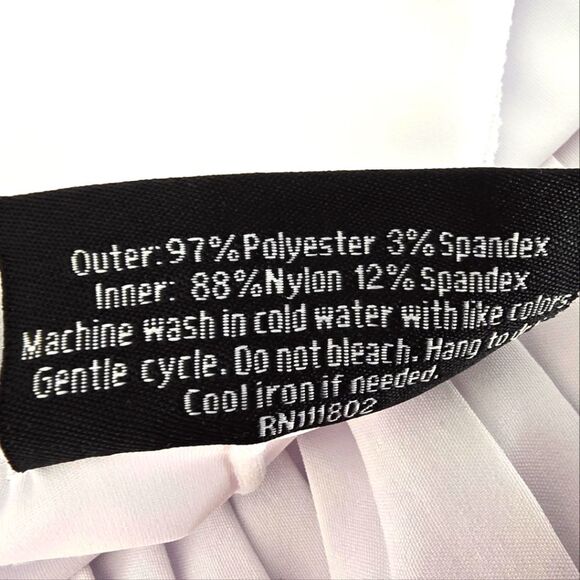 Outer: 97% Polyester 3% Spandex
Inner: 88% Nylon 12% Spandex
Machine wash in cold water with like colors
Gentle cycle. Do not bleach. Hang to
Cool iron if needed.
RN111802